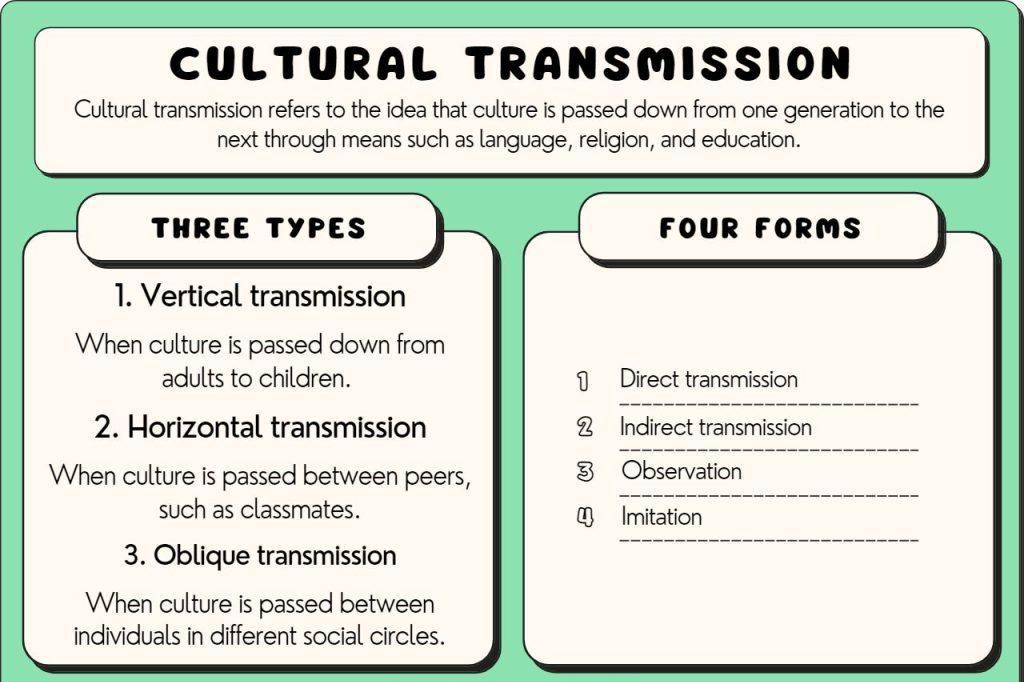 CULTURAL TRANSMISSION
Cultural transmission refers to the idea that culture is passed down from one generation to the
next through means such as language, religion, and education.
THREE TYPES
1. Vertical transmission
When culture is passed down from
adults to children.
2. Horizontal transmission
When culture is passed between peers,
such as classmates.
3. Oblique transmission
When culture is passed between
individuals in different social circles.
FOUR FORMS
1 Direct transmission
2 Indirect transmission
3 Observation
4 Imitation